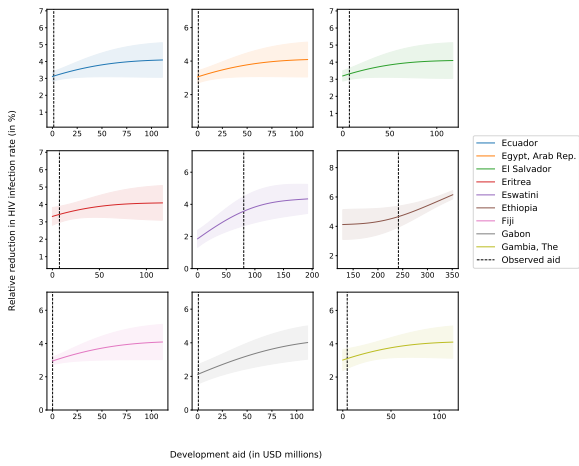 7
6
5
4
3
2
1
0 25 50 75 100
6
4
2
0 25 50 75 100
7
6
5
4
3
2
1
0 25 50 75 100
7
6
5
4
3
2
1
0 50 100
6
4
2
0
0 50 100 150 200
8
6
4
2
150 200 250 300 350
6
4
2
0
0 25 50 75 100
6
4
2
0
0 25 50 75 100
6
4
2
0 50 100
Relative reduction in HIV infection rate (in %)
Development aid (in USD millions)
Ecuador
Egypt, Arab Rep.
El Salvador
Eritrea
Eswatini
Ethiopia
Fiji
Gabon
Gambia, The
Observed aid